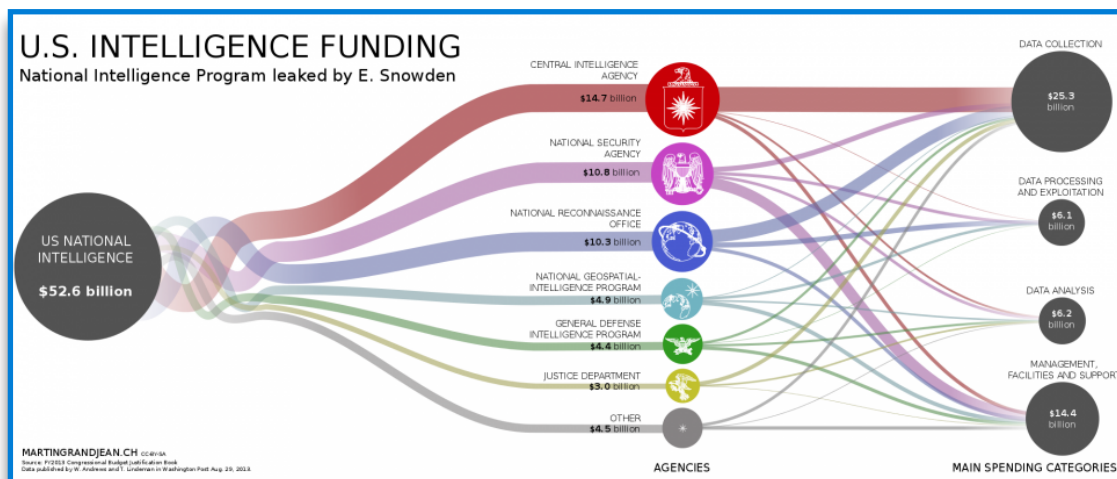 U.S. INTELLIGENCE FUNDING
National Intelligence Program leaked by E. Snowden
US NATIONAL
INTELLIGENCE
$52.6 billion
CENTRAL INTELLIGENCE
AGENCY
$14.7 billion
NATIONAL SECURITY
AGENCY
$10.8 billion
NATIONAL RECONNAISSANCE
OFFICE
$10.3 billion
NATIONAL GEOSPATIAL-
INTELLIGENCE PROGRAM
$4.9 billion
GENERAL DEFENSE
INTELLIGENCE PROGRAM
$4.4 billion
JUSTICE DEPARTMENT
$3.0 billion
OTHER
$4.5 billion
AGENCIES
DATA COLLECTION
$25.3
billion
DATA PROCESSING
AND EXPLOITATION
$6.1
billion
DATA ANALYSIS
$6.2
billion
MANAGEMENT,
FACILITIES AND SUPPORT
$14.4
billion
MAIN SPENDING CATEGORIES
MARTINGRANDJEAN.CH CC-BY-SA
Source: FY2013 Congressional Budget Justification Book
Data published by W. Andrews and T. Lindeman in Washington Post Aug. 29, 2013.